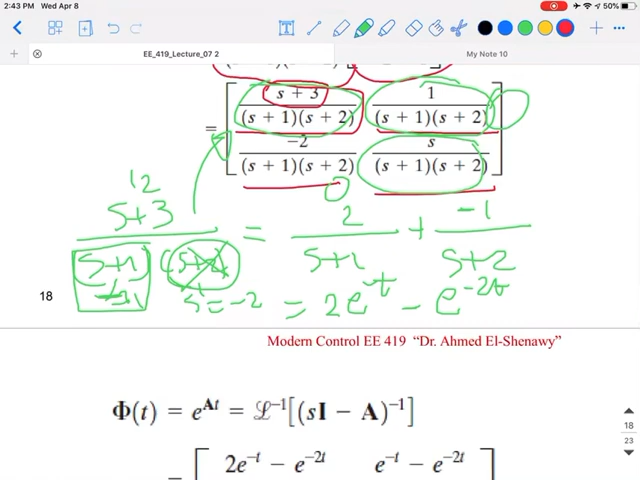 2:43 PM Wed Apr 8
50%
EE_419_Lecture_07 2
My Note 10
= [ s + 3 / (s + 1)(s + 2)   1 / (s + 1)(s + 2)
-2 / (s + 1)(s + 2)   s / (s + 1)(s + 2) ]
12
s+3 / (s+1) (s+2) = 2 / s+1 + -1 / s+2
s = -2 = 2e^-t - e^-2t
18
Modern Control EE 419 “Dr. Ahmed El-Shenawy”
Φ(t) = e^At = ℒ^-1[(sI − A)^-1]
= [ 2e^-t − e^-2t   e^-t − e^-2t ]
18
23